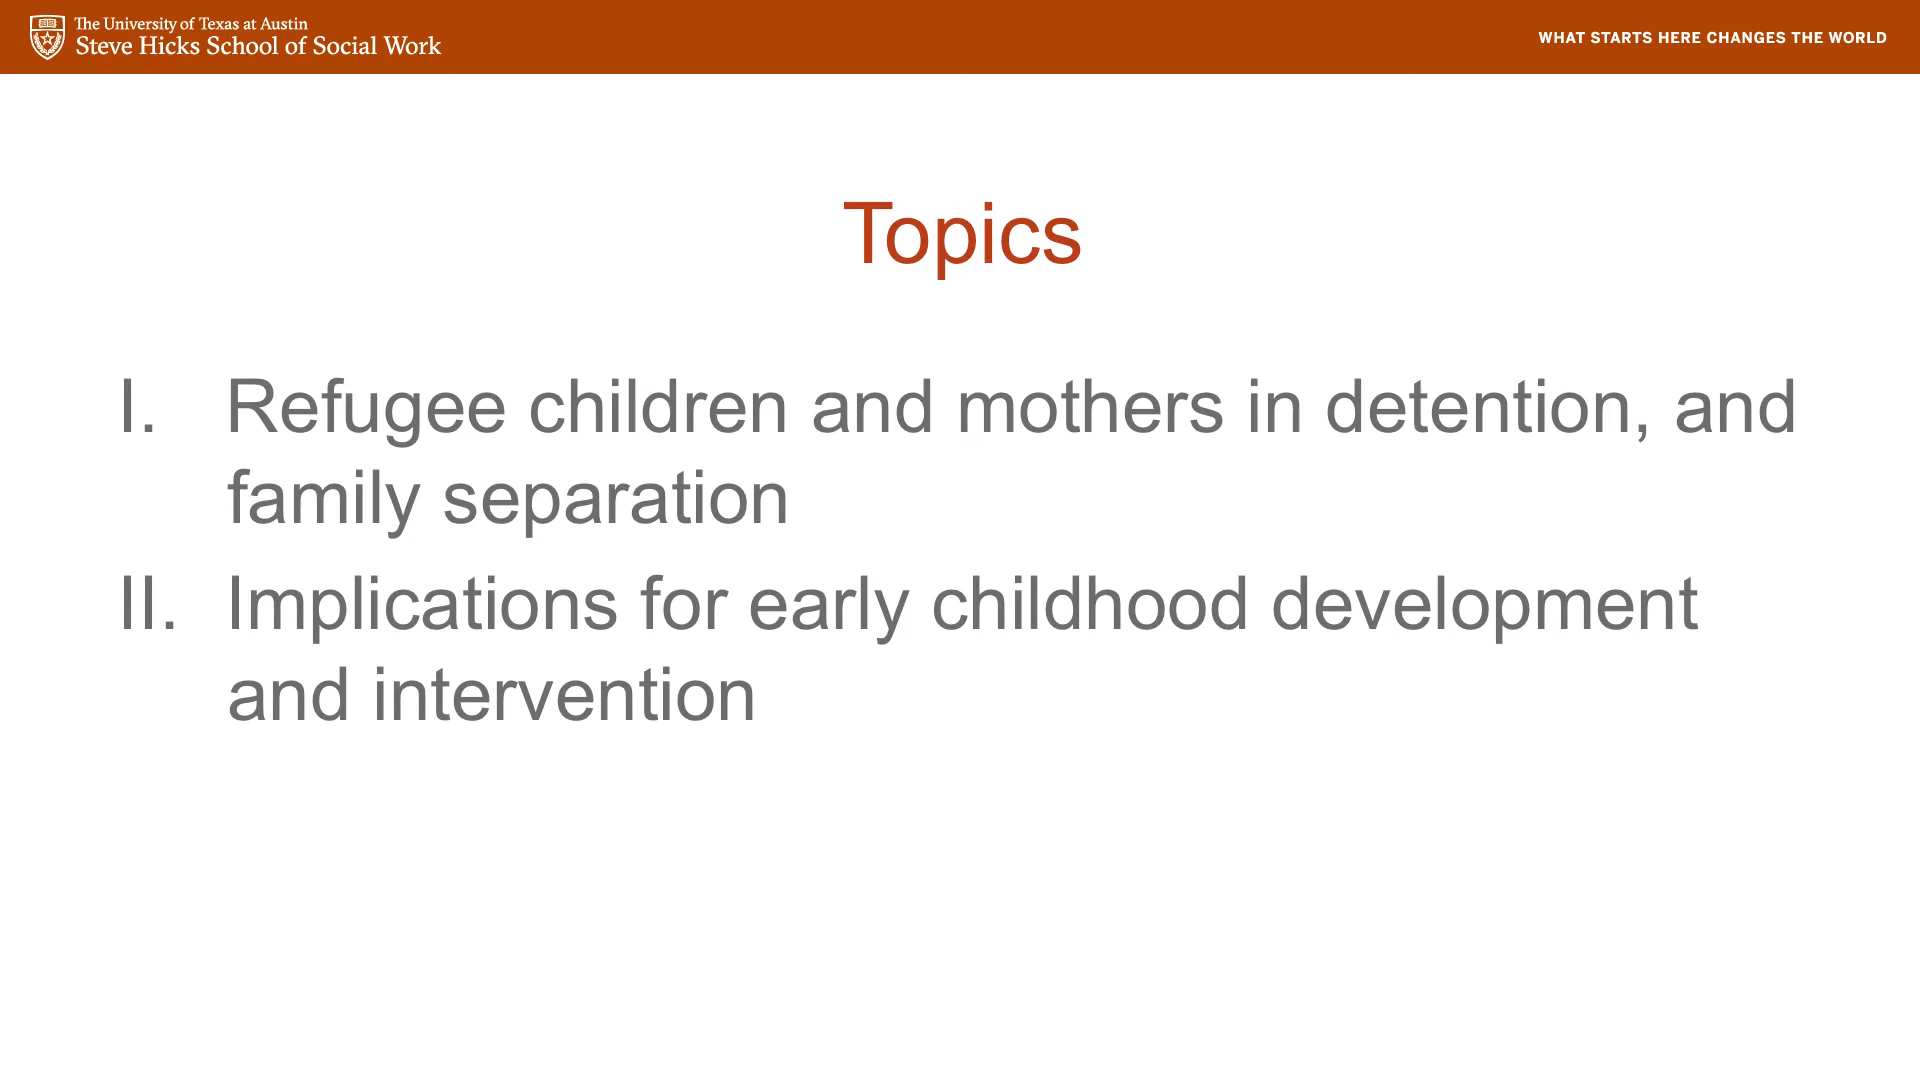 The University of Texas at Austin
Steve Hicks School of Social Work
WHAT STARTS HERE CHANGES THE WORLD
Topics
I. Refugee children and mothers in detention, and
family separation
II. Implications for early childhood development
and intervention